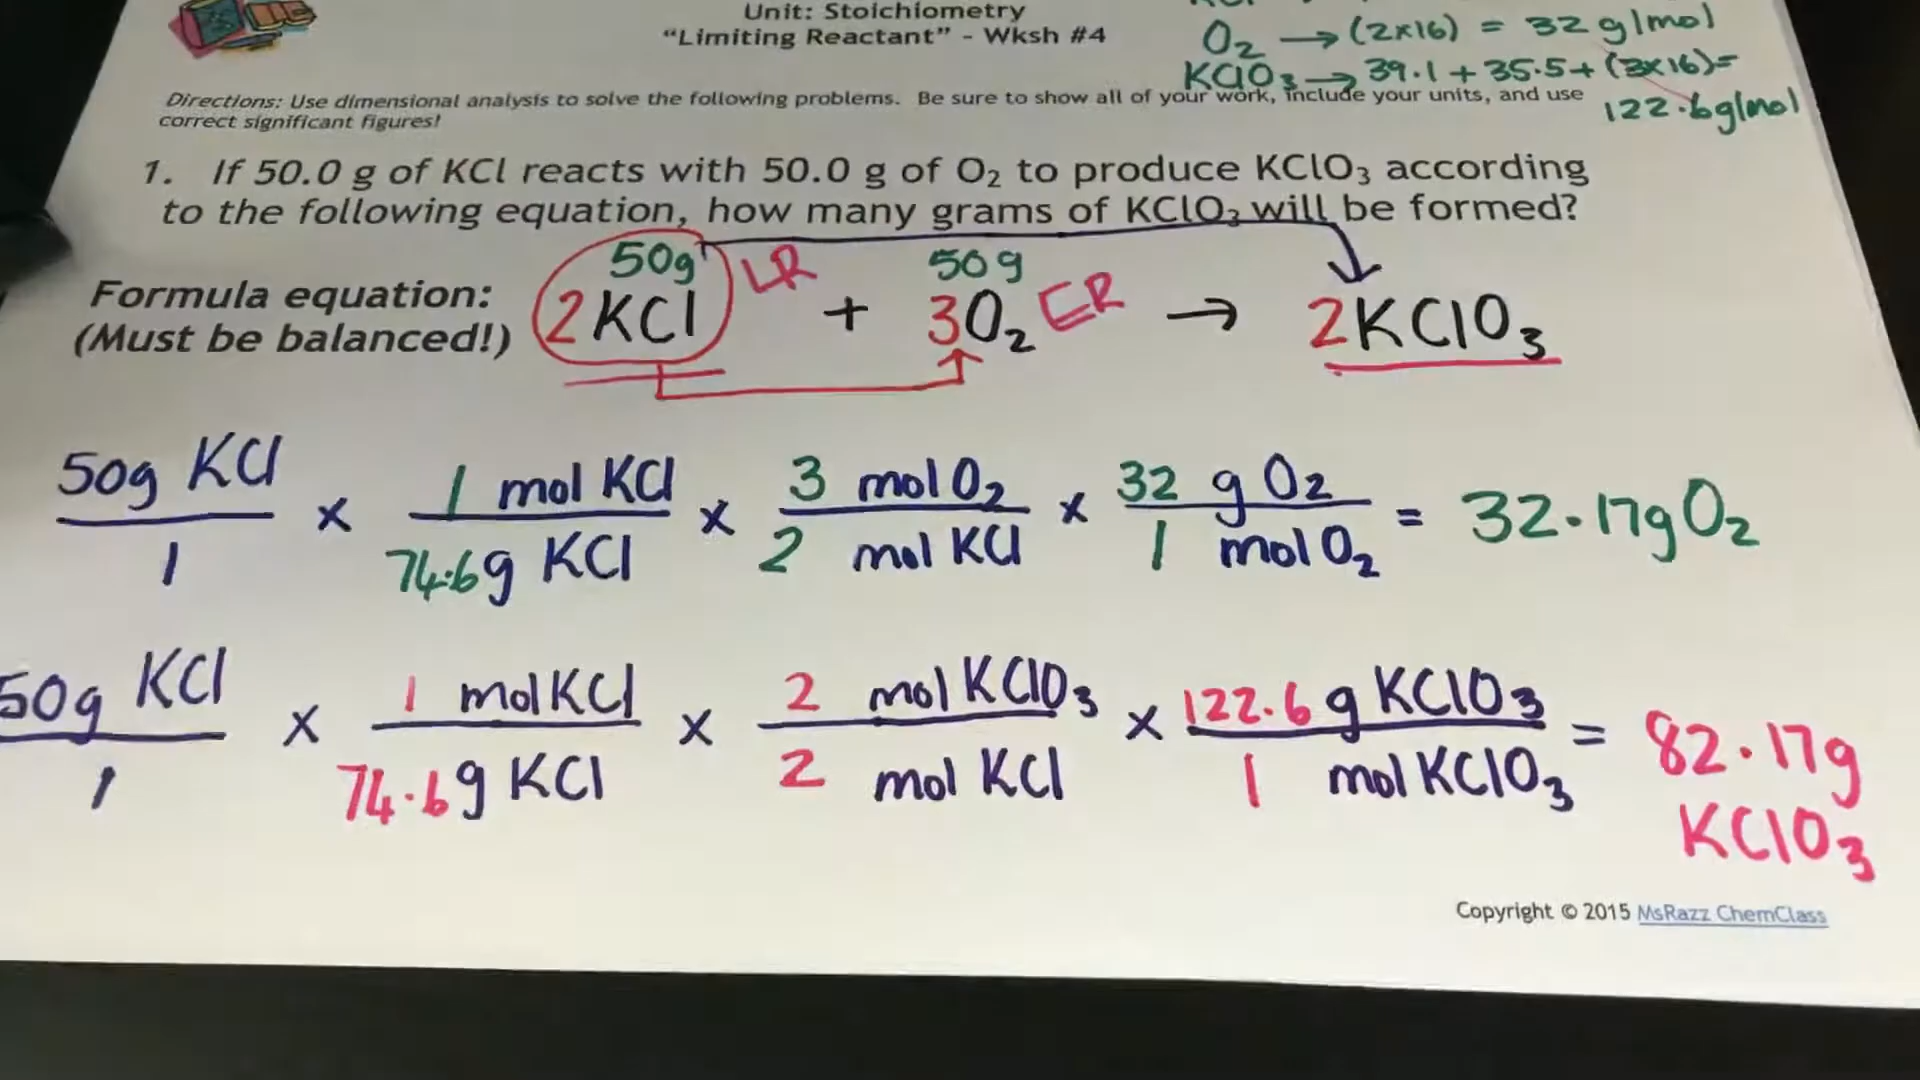 Unit: Stoichiometry
“Limiting Reactant” - Wksh #4
O₂ → (2x16) = 32 g/mol
KClO₃ → 39.1 + 35.5 + (3x16) =
122.6g/mol
Directions: Use dimensional analysis to solve the following problems. Be sure to show all of your work, include your units, and use
correct significant figures!
1. If 50.0 g of KCl reacts with 50.0 g of O₂ to produce KClO₃ according
to the following equation, how many grams of KClO₃ will be formed?
50g LR 50g ER
Formula equation: 2KCl + 3O₂ → 2KClO₃
(Must be balanced!)
50g KCl 1 mol KCl 3 mol O₂ 32 g O₂
x x x = 32.17g O₂
1 74.6g KCl 2 mol KCl 1 mol O₂
50g KCl 1 mol KCl 2 mol KClO₃ 122.6 g KClO₃
x x x = 82.17g
1 74.6g KCl 2 mol KCl 1 mol KClO₃ KClO₃
Copyright © 2015 MsRazz ChemClass